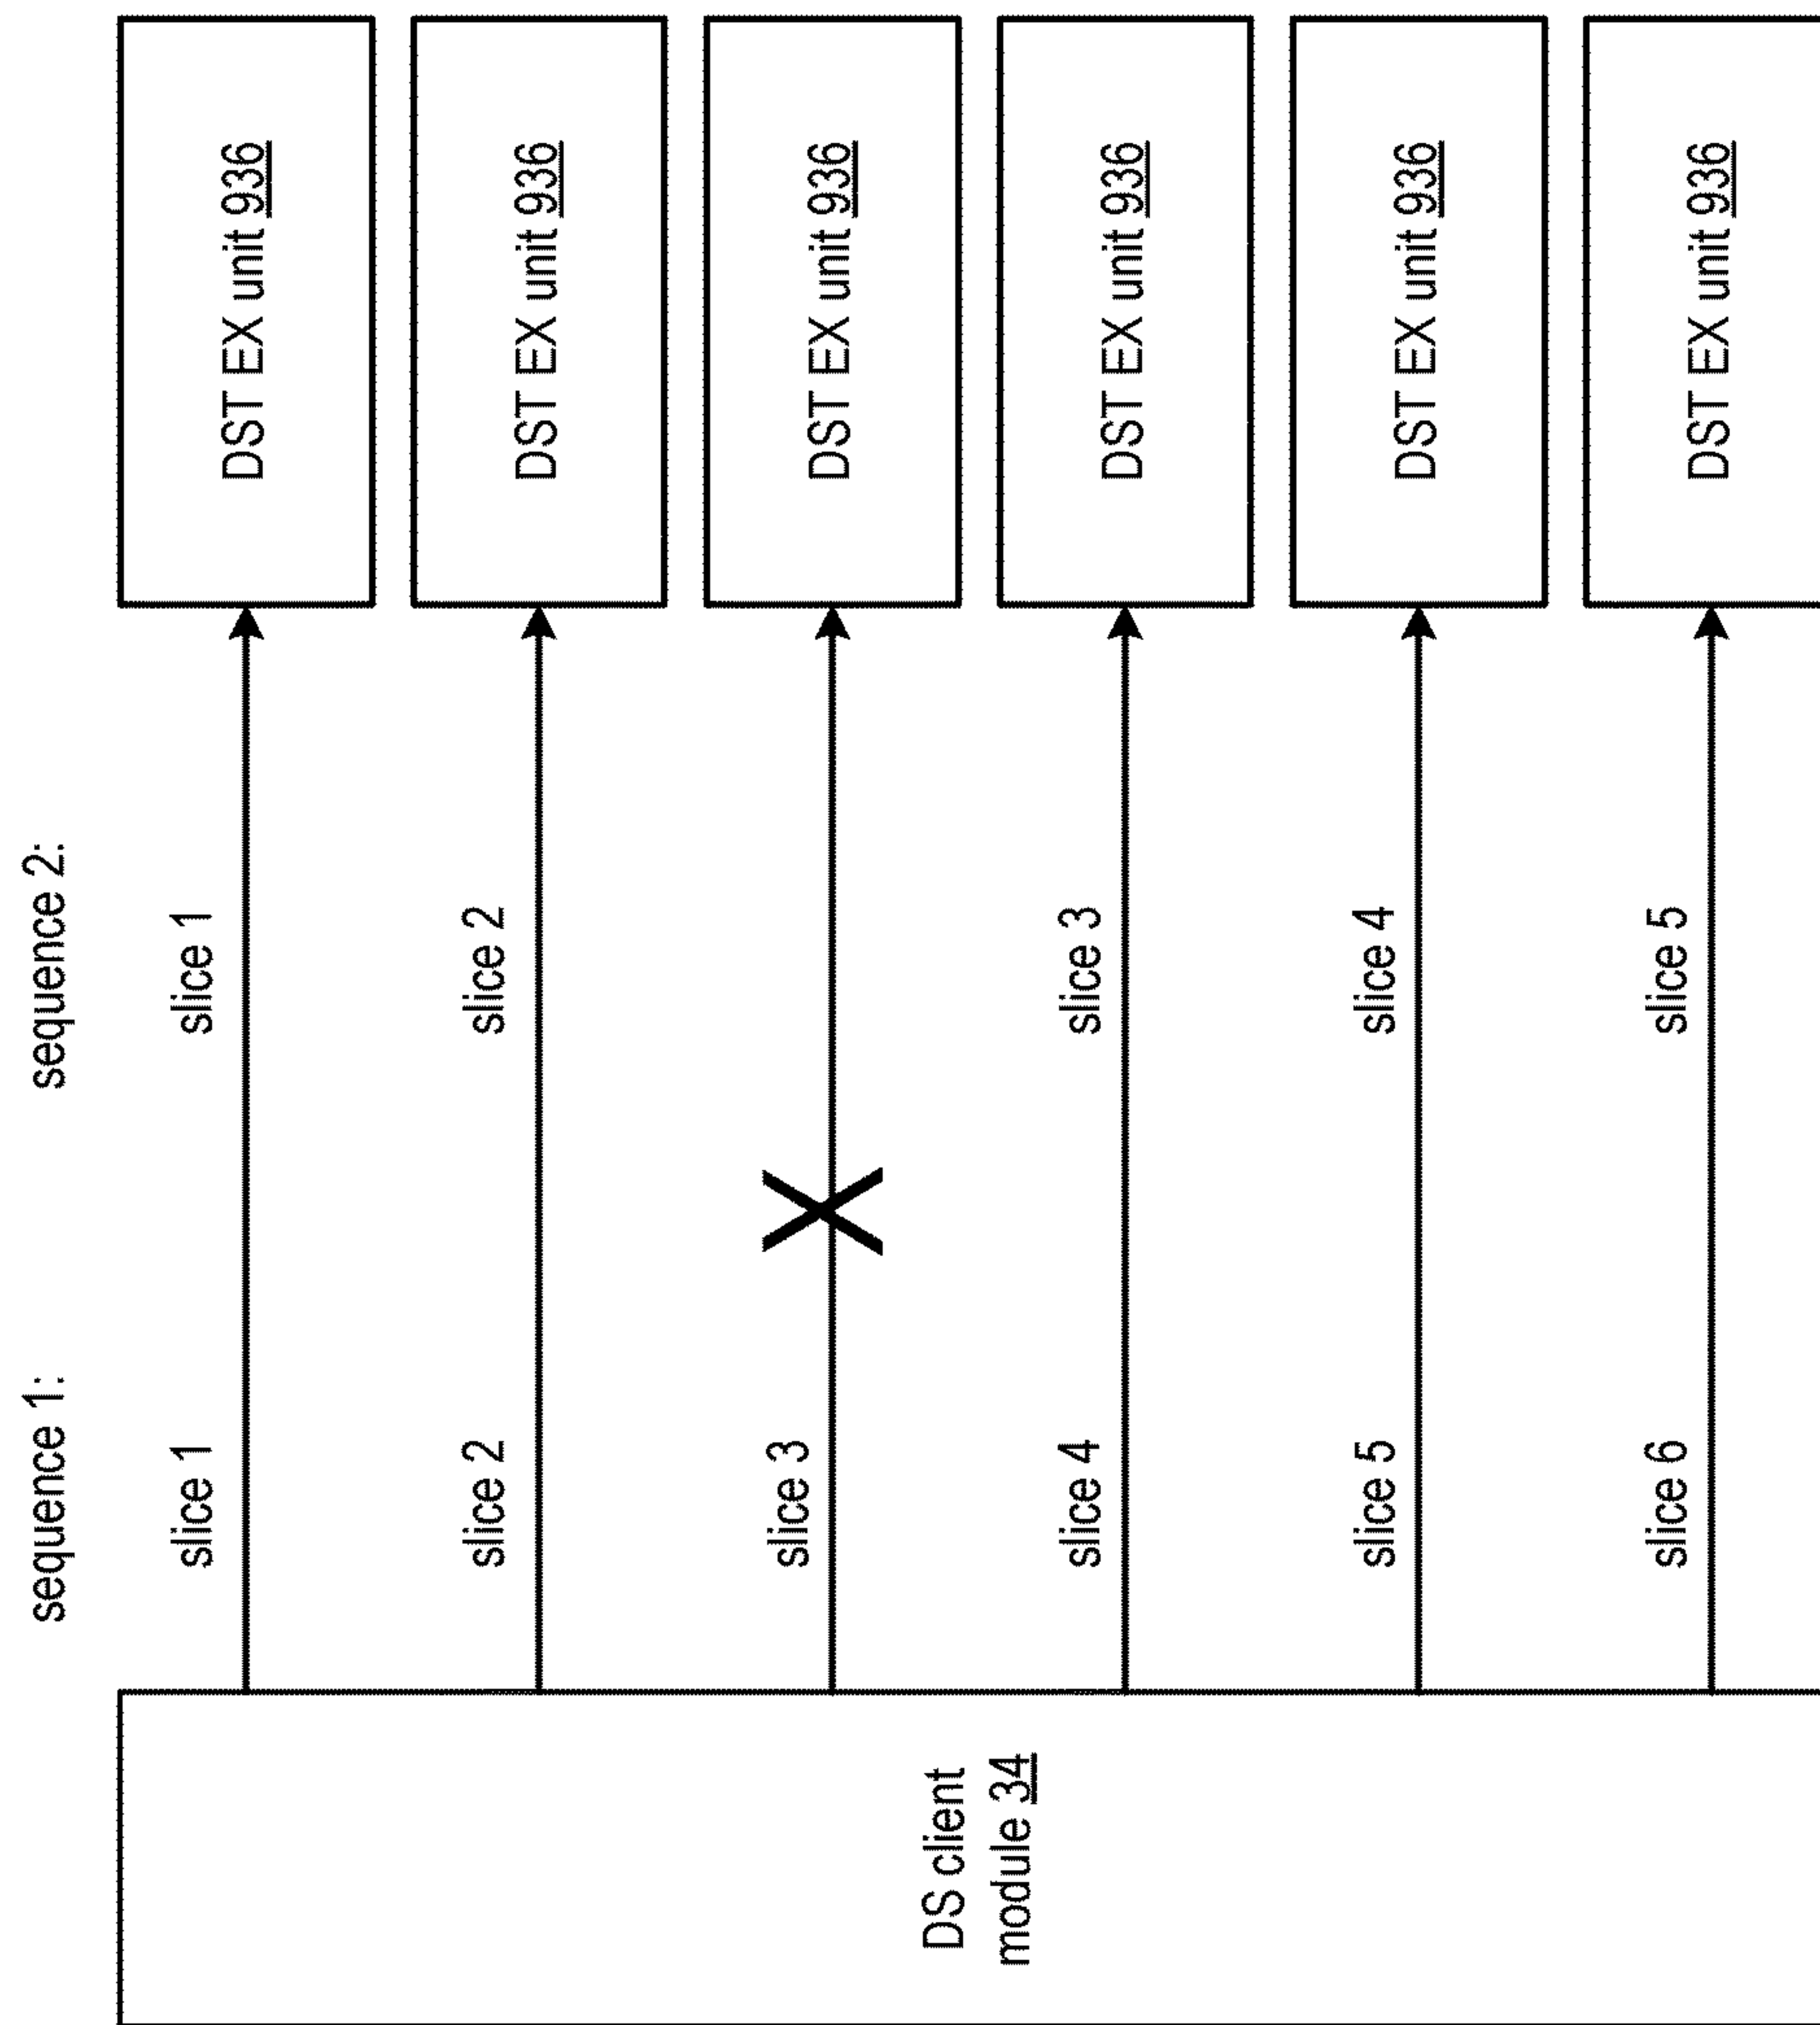 sequence 1:
sequence 2:
slice 1
slice 1
DST EX unit 936
slice 2
slice 2
DST EX unit 936
slice 3
DST EX unit 936
DS client
module 34
slice 4
slice 3
DST EX unit 936
slice 5
slice 4
DST EX unit 936
slice 6
slice 5
DST EX unit 936